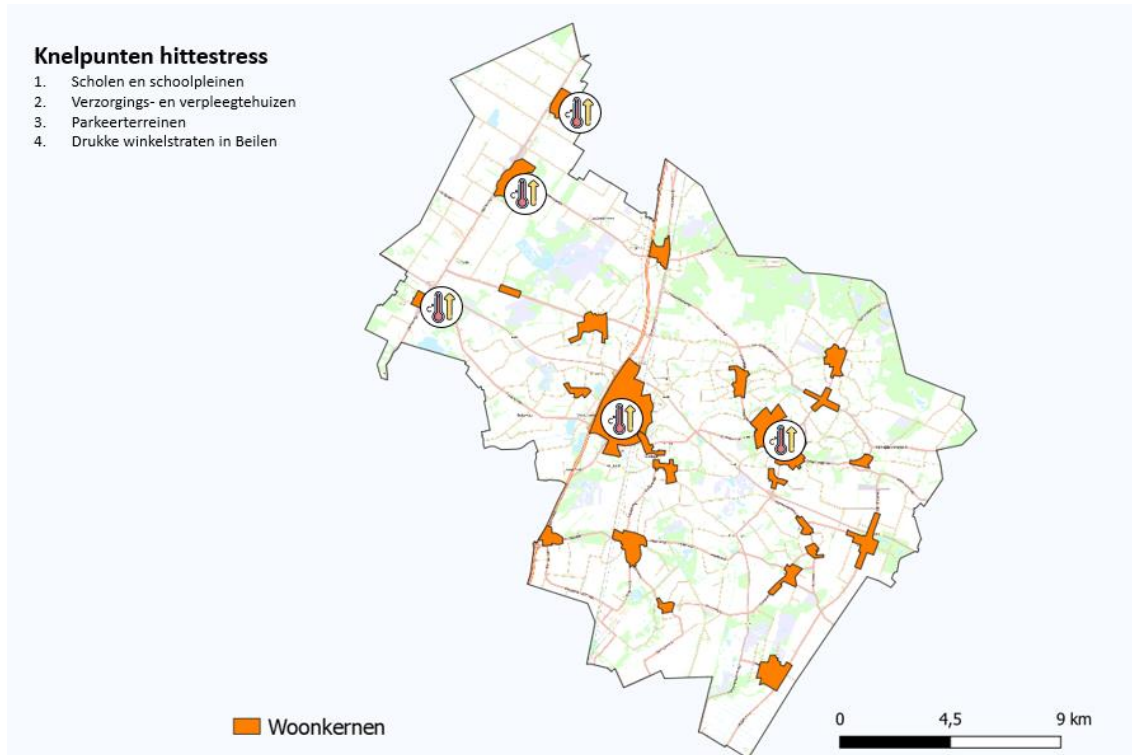 Knelpunten hittestress
1. Scholen en schoolpleinen
2. Verzorgings- en verpleegtehuizen
3. Parkeerterreinen
4. Drukke winkelstraten in Beilen
Woonkernen
0 4,5 9 km